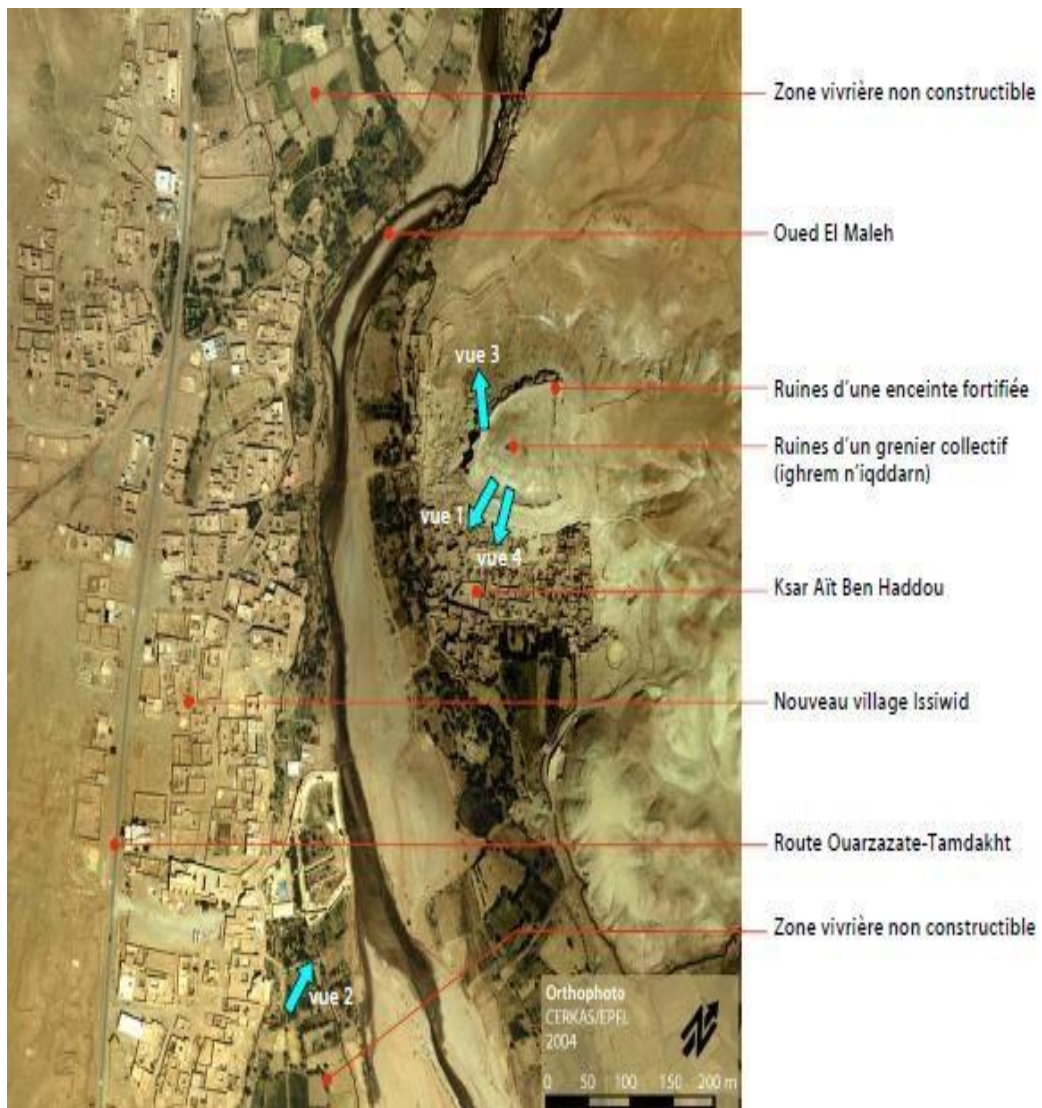 Zone vivrière non constructible
Oued El Maleh
vue 3
Ruines d'une enceinte fortifiée
Ruines d'un grenier collectif
(ighrem n'iqddarn)
vue 1
vue 4
Ksar Aït Ben Haddou
Nouveau village Issiwid
Route Ouarzazate-Tamdakht
Zone vivrière non constructible
vue 2
Orthophoto
CERKAS/EPFL
2004
N
0 50 100 150 200 m